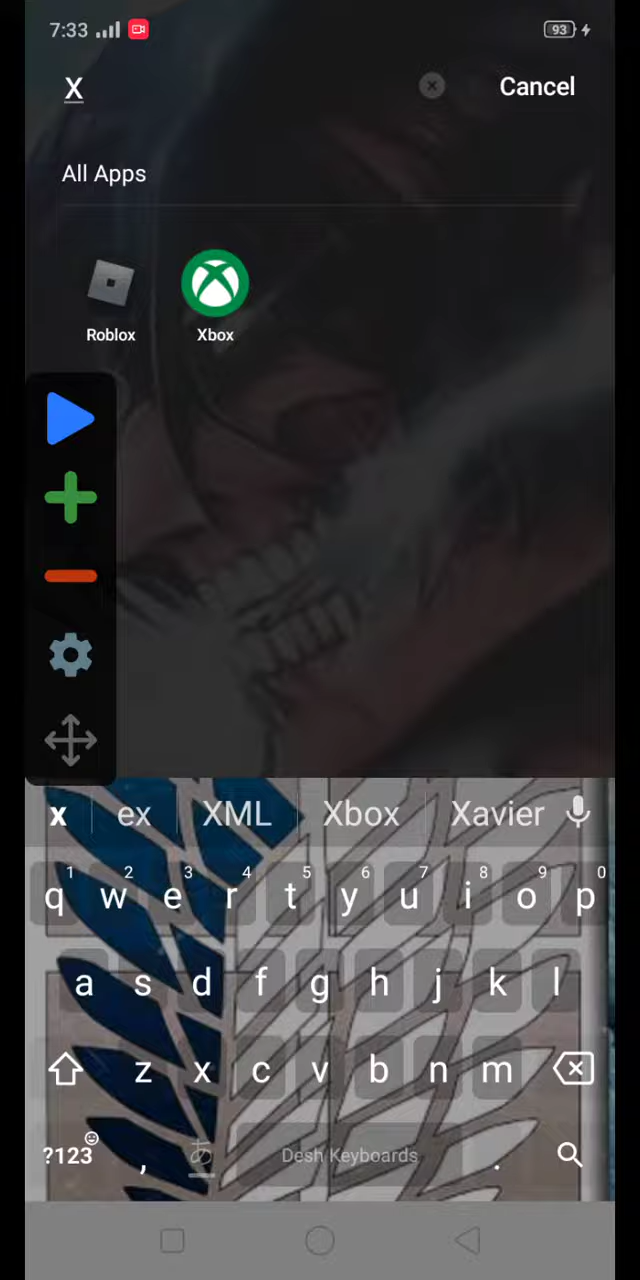 7:33 93
X Cancel
All Apps
Roblox Xbox
x ex XML Xbox Xavier
1 2 3 4 5 6 7 8 9 0
q w e r t y u i o p
a s d f g h j k l
z x c v b n m
?123 , あ Desh Keyboards .